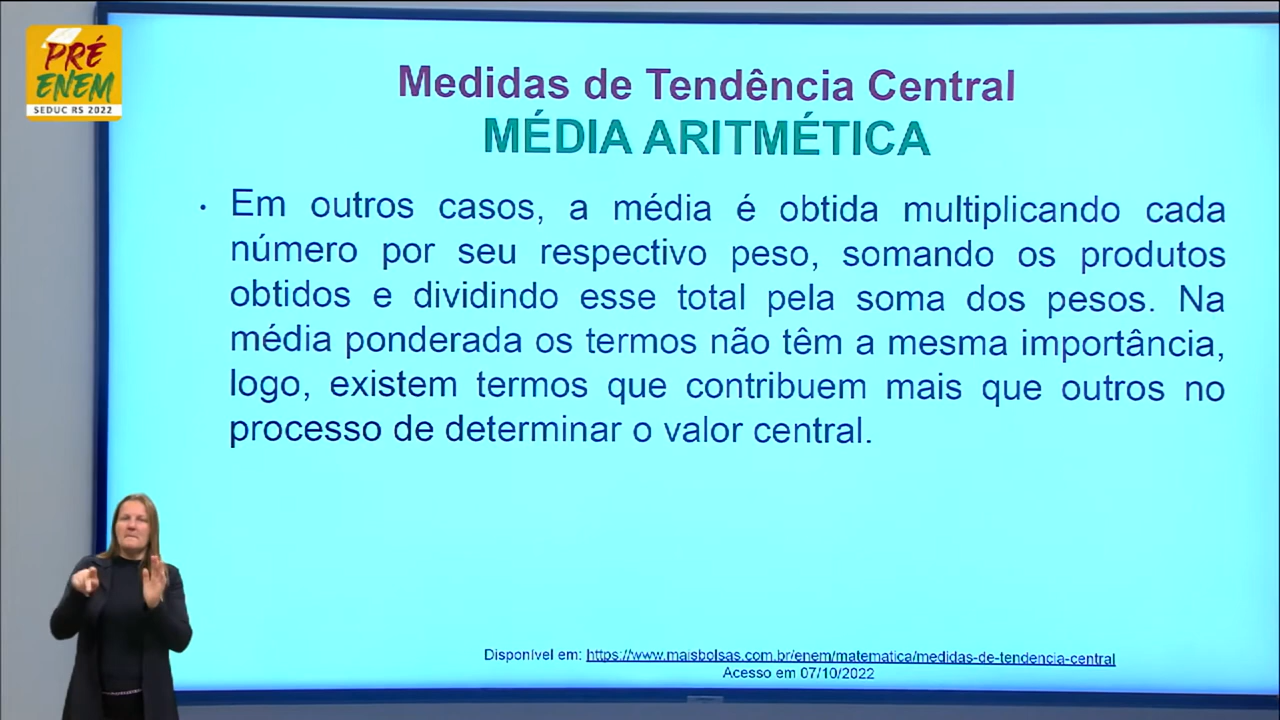 PRÉ
ENEM
SEDUC RS 2022
Medidas de Tendência Central
MÉDIA ARITMÉTICA
• Em outros casos, a média é obtida multiplicando cada
número por seu respectivo peso, somando os produtos
obtidos e dividindo esse total pela soma dos pesos. Na
média ponderada os termos não têm a mesma importância,
logo, existem termos que contribuem mais que outros no
processo de determinar o valor central.
Disponível em: https://www.maisbolsas.com.br/enem/matematica/medidas-de-tendencia-central
Acesso em 07/10/2022